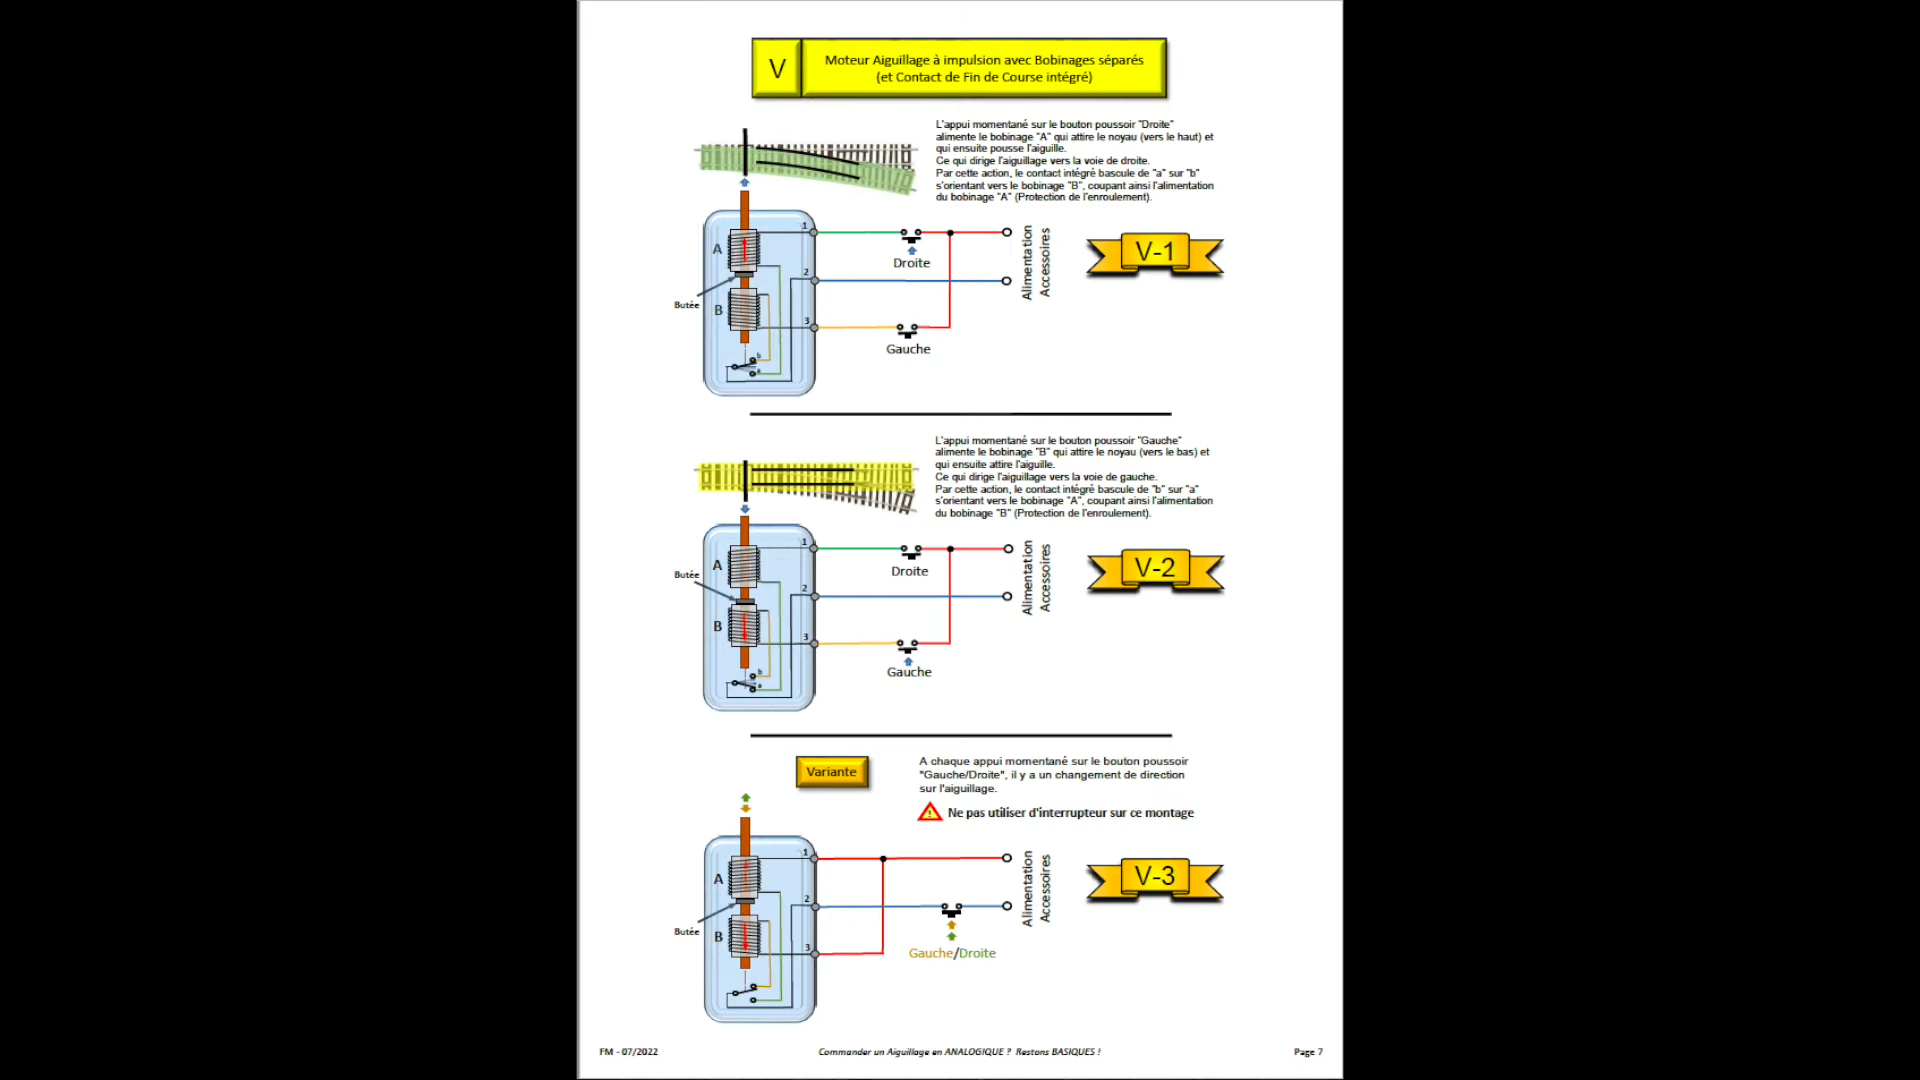 V
Moteur Aiguillage à impulsion avec Bobinages séparés
(et Contact de Fin de Course intégré)
L'appui momentané sur le bouton poussoir "Droite"
alimente le bobinage "A" qui attire le noyau (vers le haut) et
qui ensuite pousse l'aiguille.
Ce qui dirige l'aiguillage vers la voie de droite.
Par cette action, le contact intégré bascule de "a" sur "b"
s'orientant vers le bobinage "B", coupant ainsi l'alimentation
du bobinage "A" (Protection de l'enroulement).
1
A
2
Butée
B
3
b
a
Droite
Gauche
Alimentation
Accessoires
V-1
L'appui momentané sur le bouton poussoir "Gauche"
alimente le bobinage "B" qui attire le noyau (vers le bas) et
qui ensuite attire l'aiguille.
Ce qui dirige l'aiguillage vers la voie de gauche.
Par cette action, le contact intégré bascule de "b" sur "a"
s'orientant vers le bobinage "A", coupant ainsi l'alimentation
du bobinage "B" (Protection de l'enroulement).
1
A
Butée
2
B
3
b
a
Droite
Gauche
Alimentation
Accessoires
V-2
Variante
A chaque appui momentané sur le bouton poussoir
"Gauche/Droite", il y a un changement de direction
sur l'aiguillage.
! Ne pas utiliser d'interrupteur sur ce montage
1
A
2
Butée
B
3
Gauche/Droite
Alimentation
Accessoires
V-3
FM - 07/2022
Commander un Aiguillage en ANALOGIQUE ? Restons BASIQUES !
Page 7